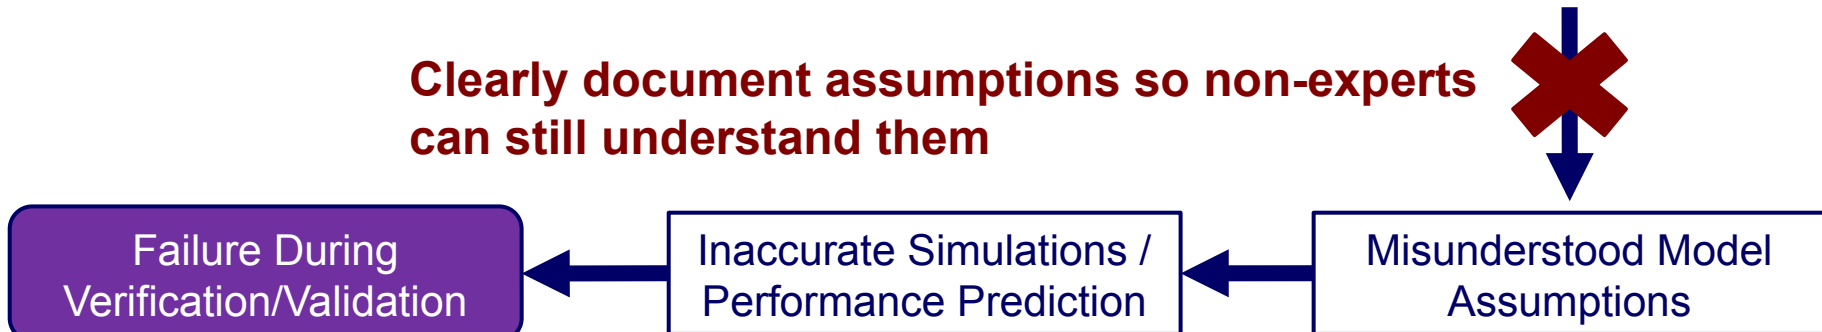 Clearly document assumptions so non-experts
can still understand them
Failure During
Verification/Validation
Inaccurate Simulations /
Performance Prediction
Misunderstood Model
Assumptions